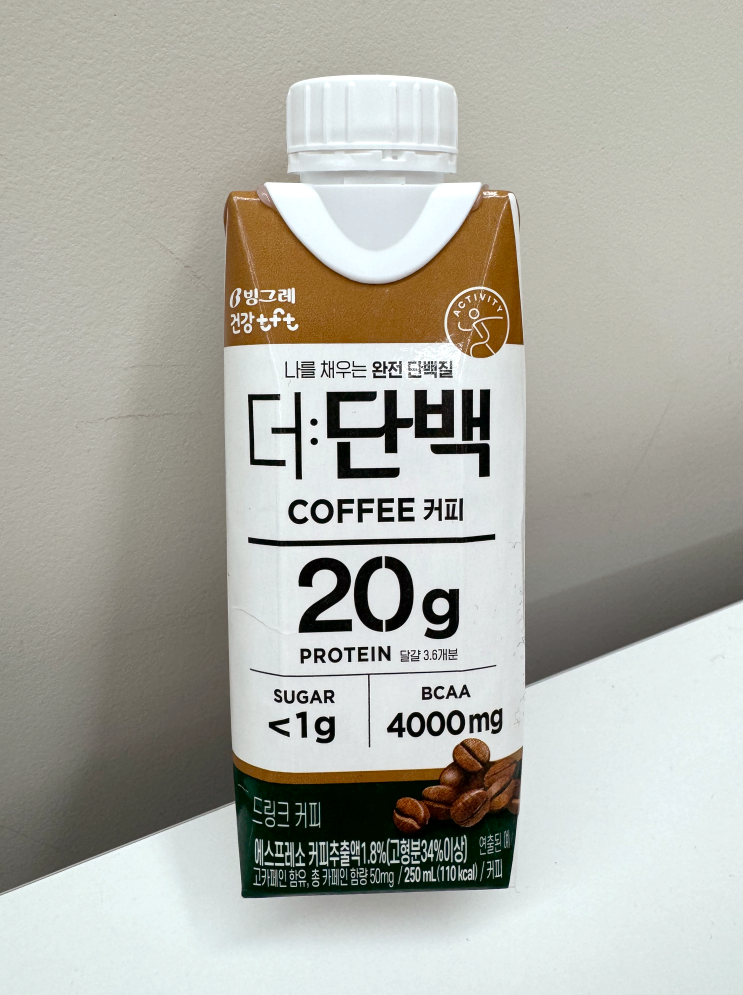 빙그레
건강 tft
ACTIVITY
나를 채우는 완전 단백질
더:단백
COFFEE 커피
20g
PROTEIN 달걀 3.6개분
SUGAR
<1g
BCAA
4000mg
드링크 커피
에스프레소 커피추출액1.8%(고형분34%이상) 연출된
고카페인 함유, 총 카페인 함량 50mg / 250 mL(110 kcal) / 커피